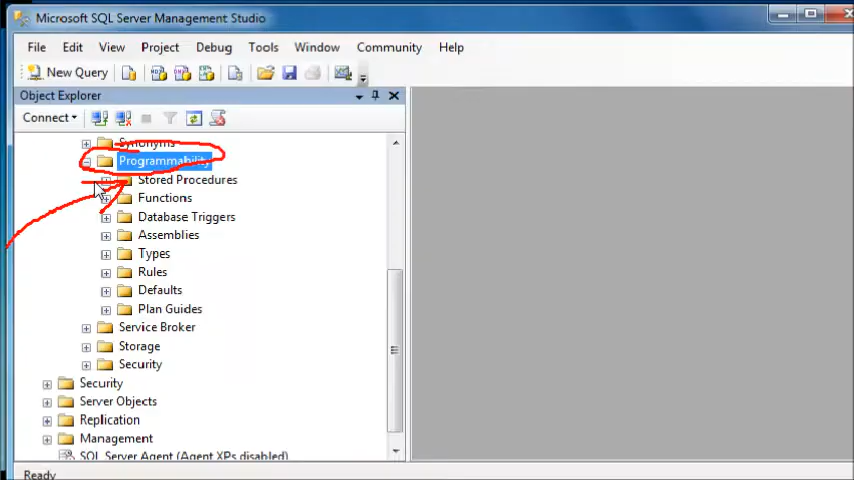 Microsoft SQL Server Management Studio
File Edit View Project Debug Tools Window Community Help
New Query
Object Explorer
Connect
Synonyms
Programmability
Stored Procedures
Functions
Database Triggers
Assemblies
Types
Rules
Defaults
Plan Guides
Service Broker
Storage
Security
Security
Server Objects
Replication
Management
SQL Server Agent (Agent XPs disabled)
Ready